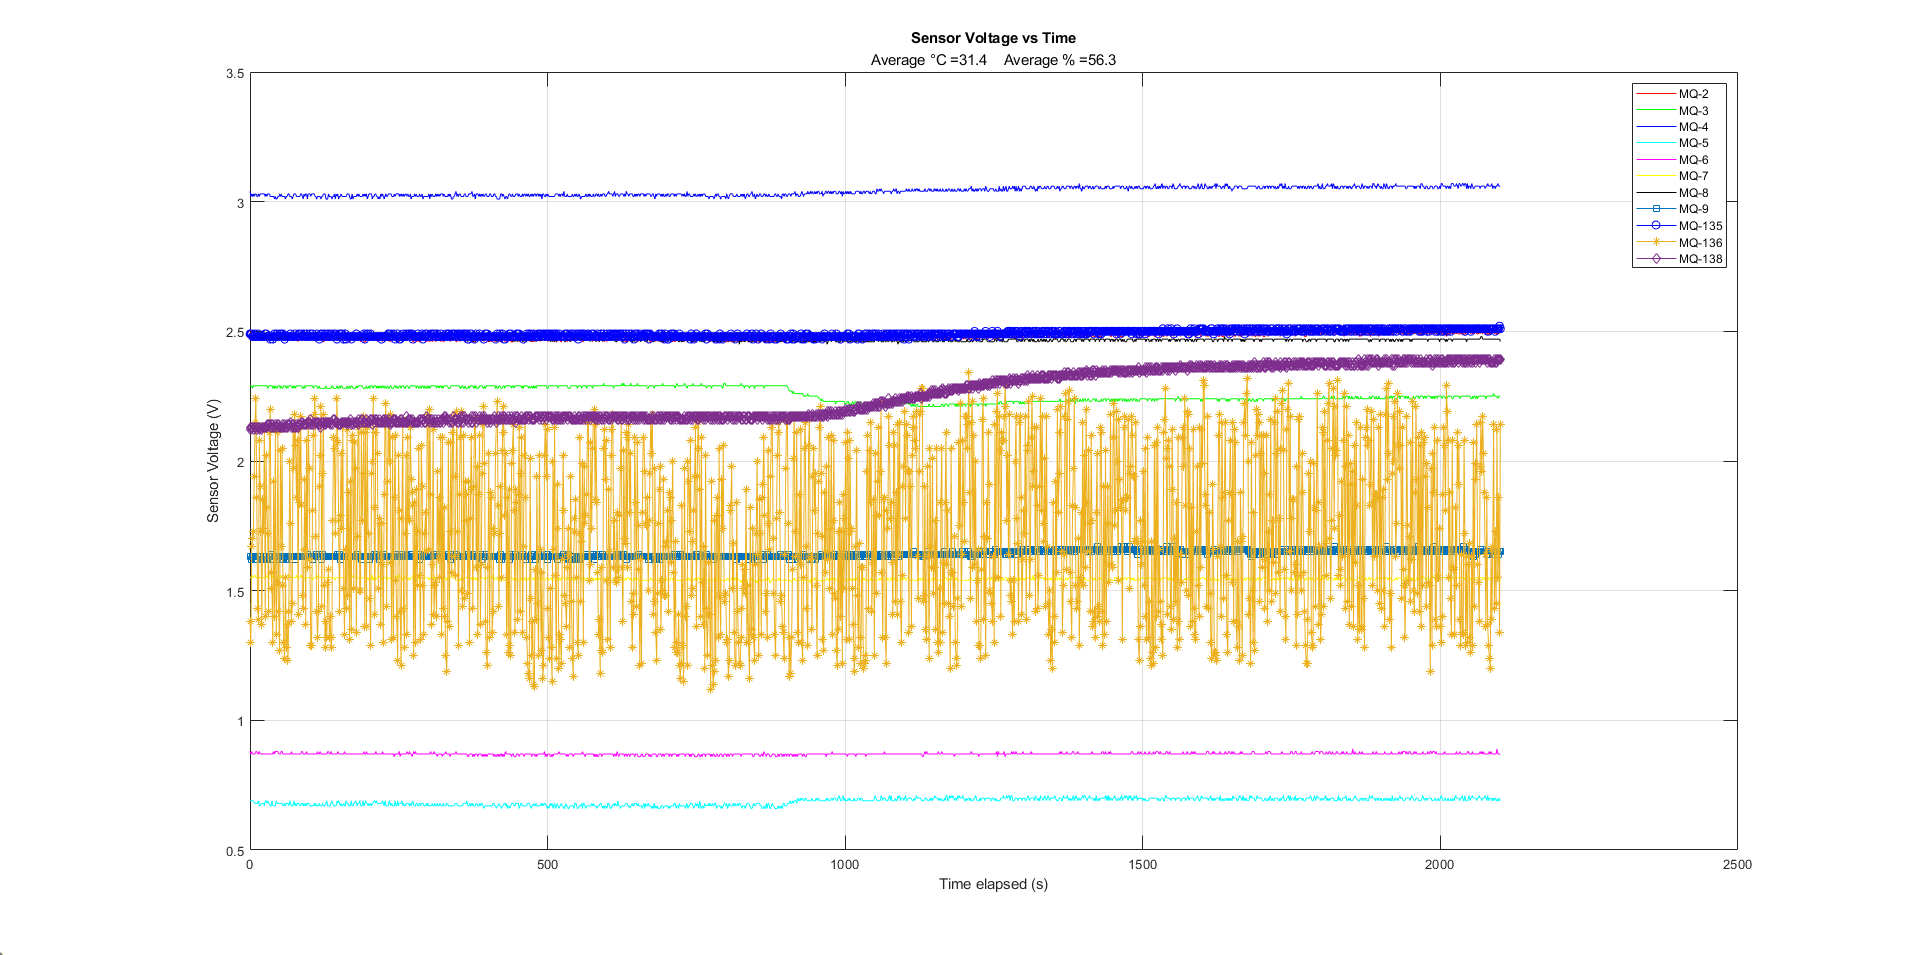 Sensor Voltage vs Time
Average °C =31.4 Average % =56.3
3.5
3
2.5
2
1.5
1
0.5
Sensor Voltage (V)
0 500 1000 1500 2000 2500
Time elapsed (s)
MQ-2
MQ-3
MQ-4
MQ-5
MQ-6
MQ-7
MQ-8
MQ-9
MQ-135
MQ-136
MQ-138